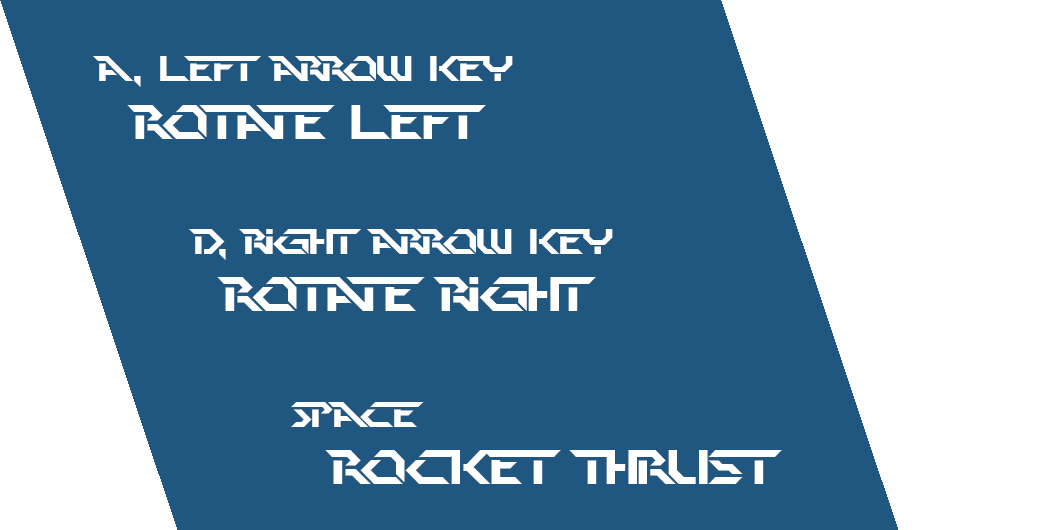 A, LEFT ARROW KEY
ROTATE LEFT
D, RIGHT ARROW KEY
ROTATE RIGHT
SPACE
ROCKET THRUST